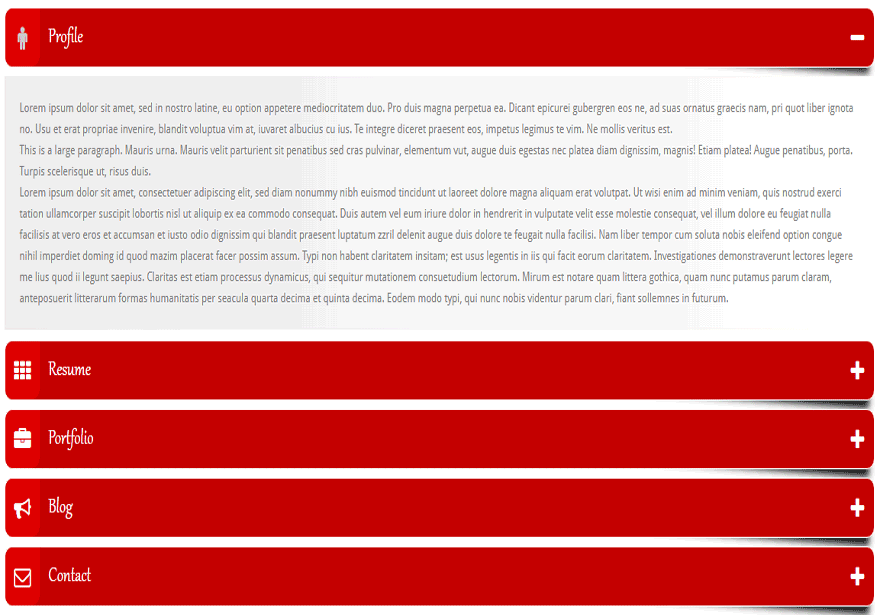 Profile
Lorem ipsum dolor sit amet, sed in nostro latine, eu option appetere mediocritatem duo. Pro duis magna perpetua ea. Dicant epicurei gubergren eos ne, ad suas ornatus graecis nam, pri quot liber ignota
no. Usu et erat propriae invenire, blandit voluptua vim at, iuvaret albucius cu ius. Te integre diceret praesent eos, impetus legimus te vim. Ne mollis veritus est.
This is a large paragraph. Mauris urna. Mauris velit parturient sit penatibus sed cras pulvinar, elementum vut, augue duis egestas nec platea diam dignissim, magnis! Etiam platea! Augue penatibus, porta.
Turpis scelerisque ut, risus duis.
Lorem ipsum dolor sit amet, consectetuer adipiscing elit, sed diam nonummy nibh euismod tincidunt ut laoreet dolore magna aliquam erat volutpat. Ut wisi enim ad minim veniam, quis nostrud exerci
tation ullamcorper suscipit lobortis nisl ut aliquip ex ea commodo consequat. Duis autem vel eum iriure dolor in hendrerit in vulputate velit esse molestie consequat, vel illum dolore eu feugiat nulla
facilisis at vero eros et accumsan et iusto odio dignissim qui blandit praesent luptatum zzril delenit augue duis dolore te feugait nulla facilisi. Nam liber tempor cum soluta nobis eleifend option congue
nihil imperdiet doming id quod mazim placerat facer possim assum. Typi non habent claritatem insitam; est usus legentis in iis qui facit eorum claritatem. Investigationes demonstraverunt lectores legere
me lius quod ii legunt saepius. Claritas est etiam processus dynamicus, qui sequitur mutationem consuetudium lectorum. Mirum est notare quam littera gothica, quam nunc putamus parum claram,
anteposuerit litterarum formas humanitatis per seacula quarta decima et quinta decima. Eodem modo typi, qui nunc nobis videntur parum clari, fiant sollemnes in futurum.
Resume
Portfolio
Blog
Contact